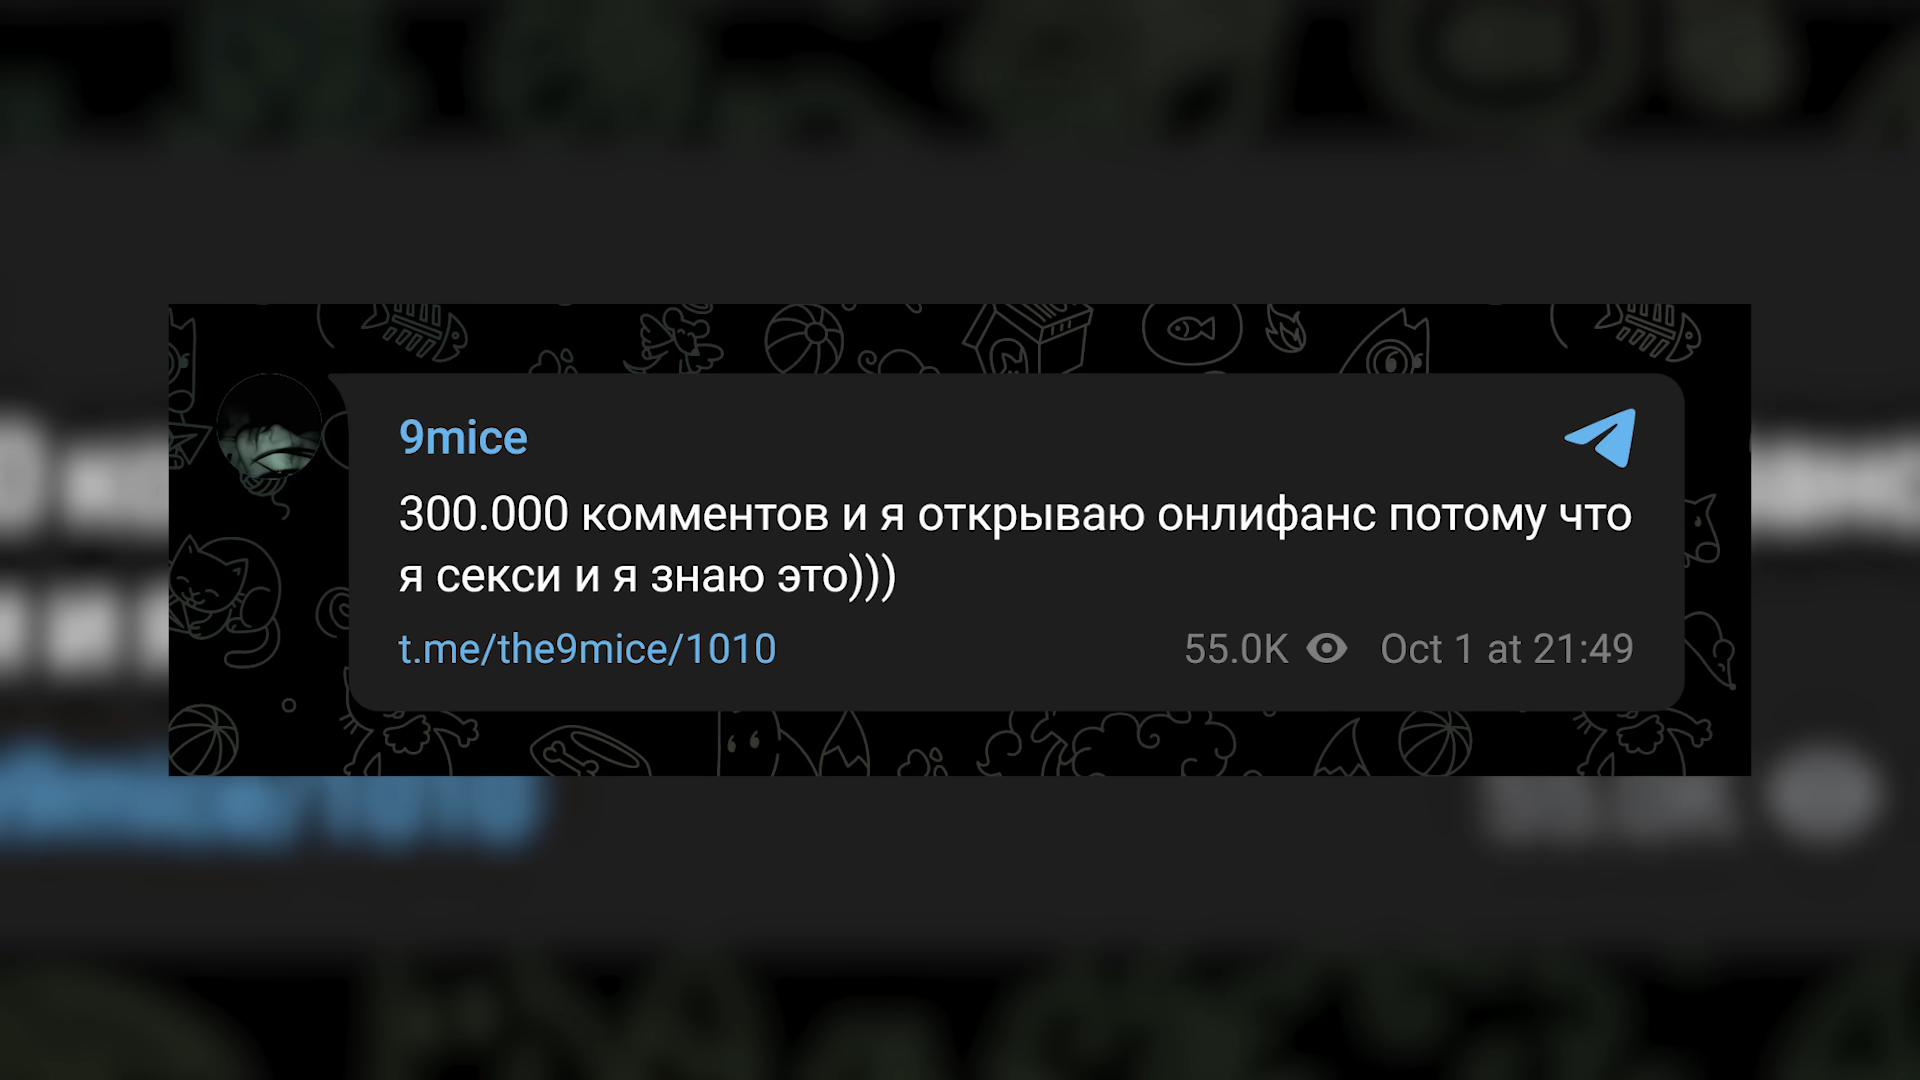 9mice
300.000 комментов и я открываю онлифанс потому что
я секси и я знаю это)))
t.me/the9mice/1010 55.0K Oct 1 at 21:49